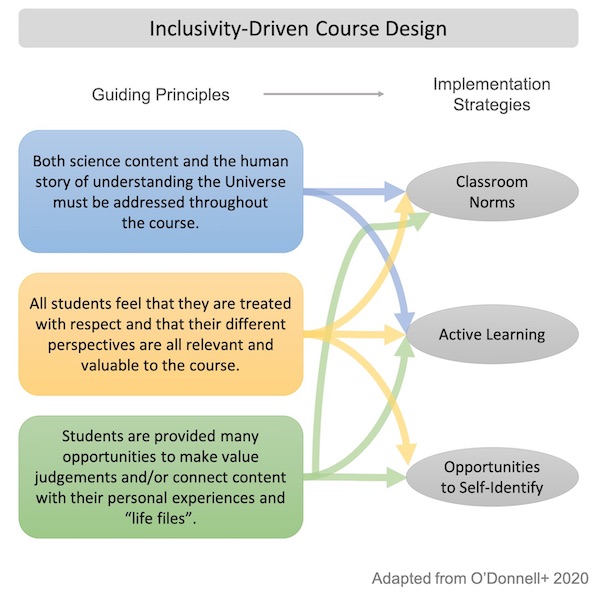 Inclusivity-Driven Course Design
Guiding Principles
Implementation
Strategies
Both science content and the human
story of understanding the Universe
must be addressed throughout
the course.
All students feel that they are treated
with respect and that their different
perspectives are all relevant and
valuable to the course.
Students are provided many
opportunities to make value
judgements and/or connect content
with their personal experiences and
“life files”.
Classroom
Norms
Active Learning
Opportunities
to Self-Identify
Adapted from O’Donnell+ 2020